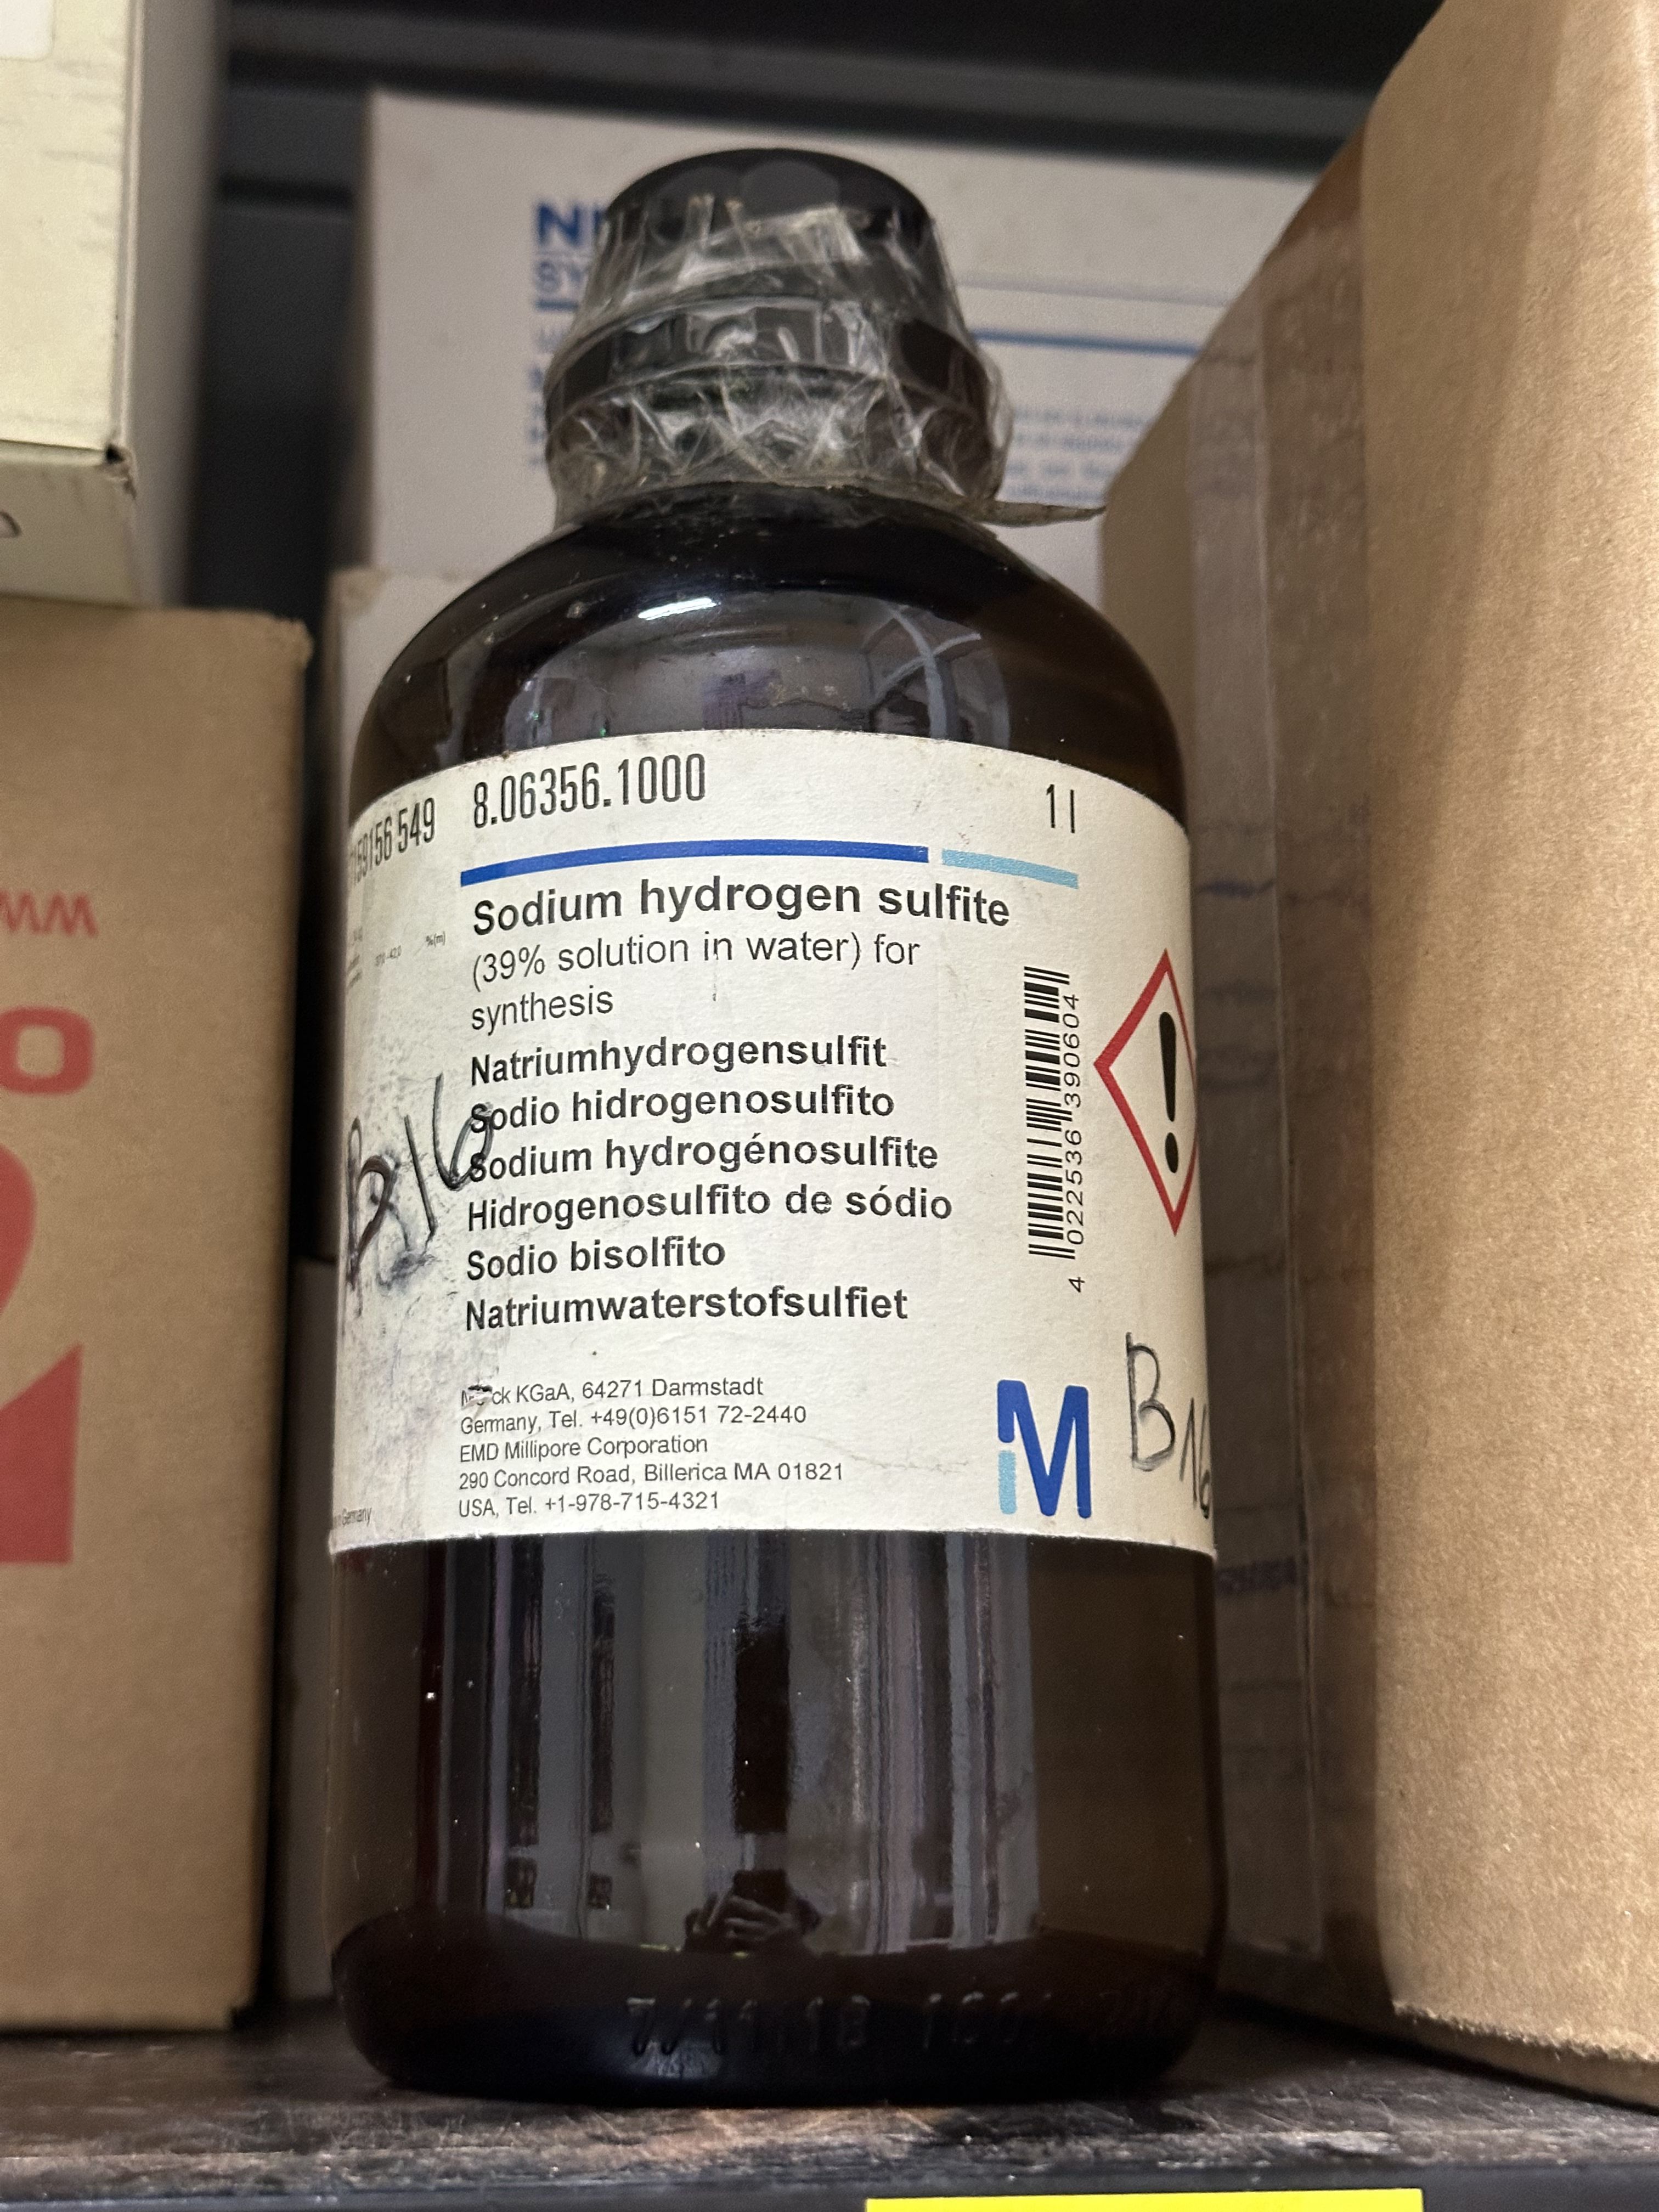 8.06356.1000
1 l
Sodium hydrogen sulfite
(39% solution in water) for
synthesis
Natriumhydrogensulfit
Sodio hidrogenosulfito
Sodium hydrogénosulfite
Hidrogenosulfito de sódio
Sodio bisolfito
Natriumwaterstofsulfiet
KGaA, 64271 Darmstadt
Germany, Tel. +49(0)6151 72-2440
EMD Millipore Corporation
290 Concord Road, Billerica MA 01821
USA, Tel. +1-978-715-4321
4 022536 390604
M
B16
B16
Germany
%(m)
549